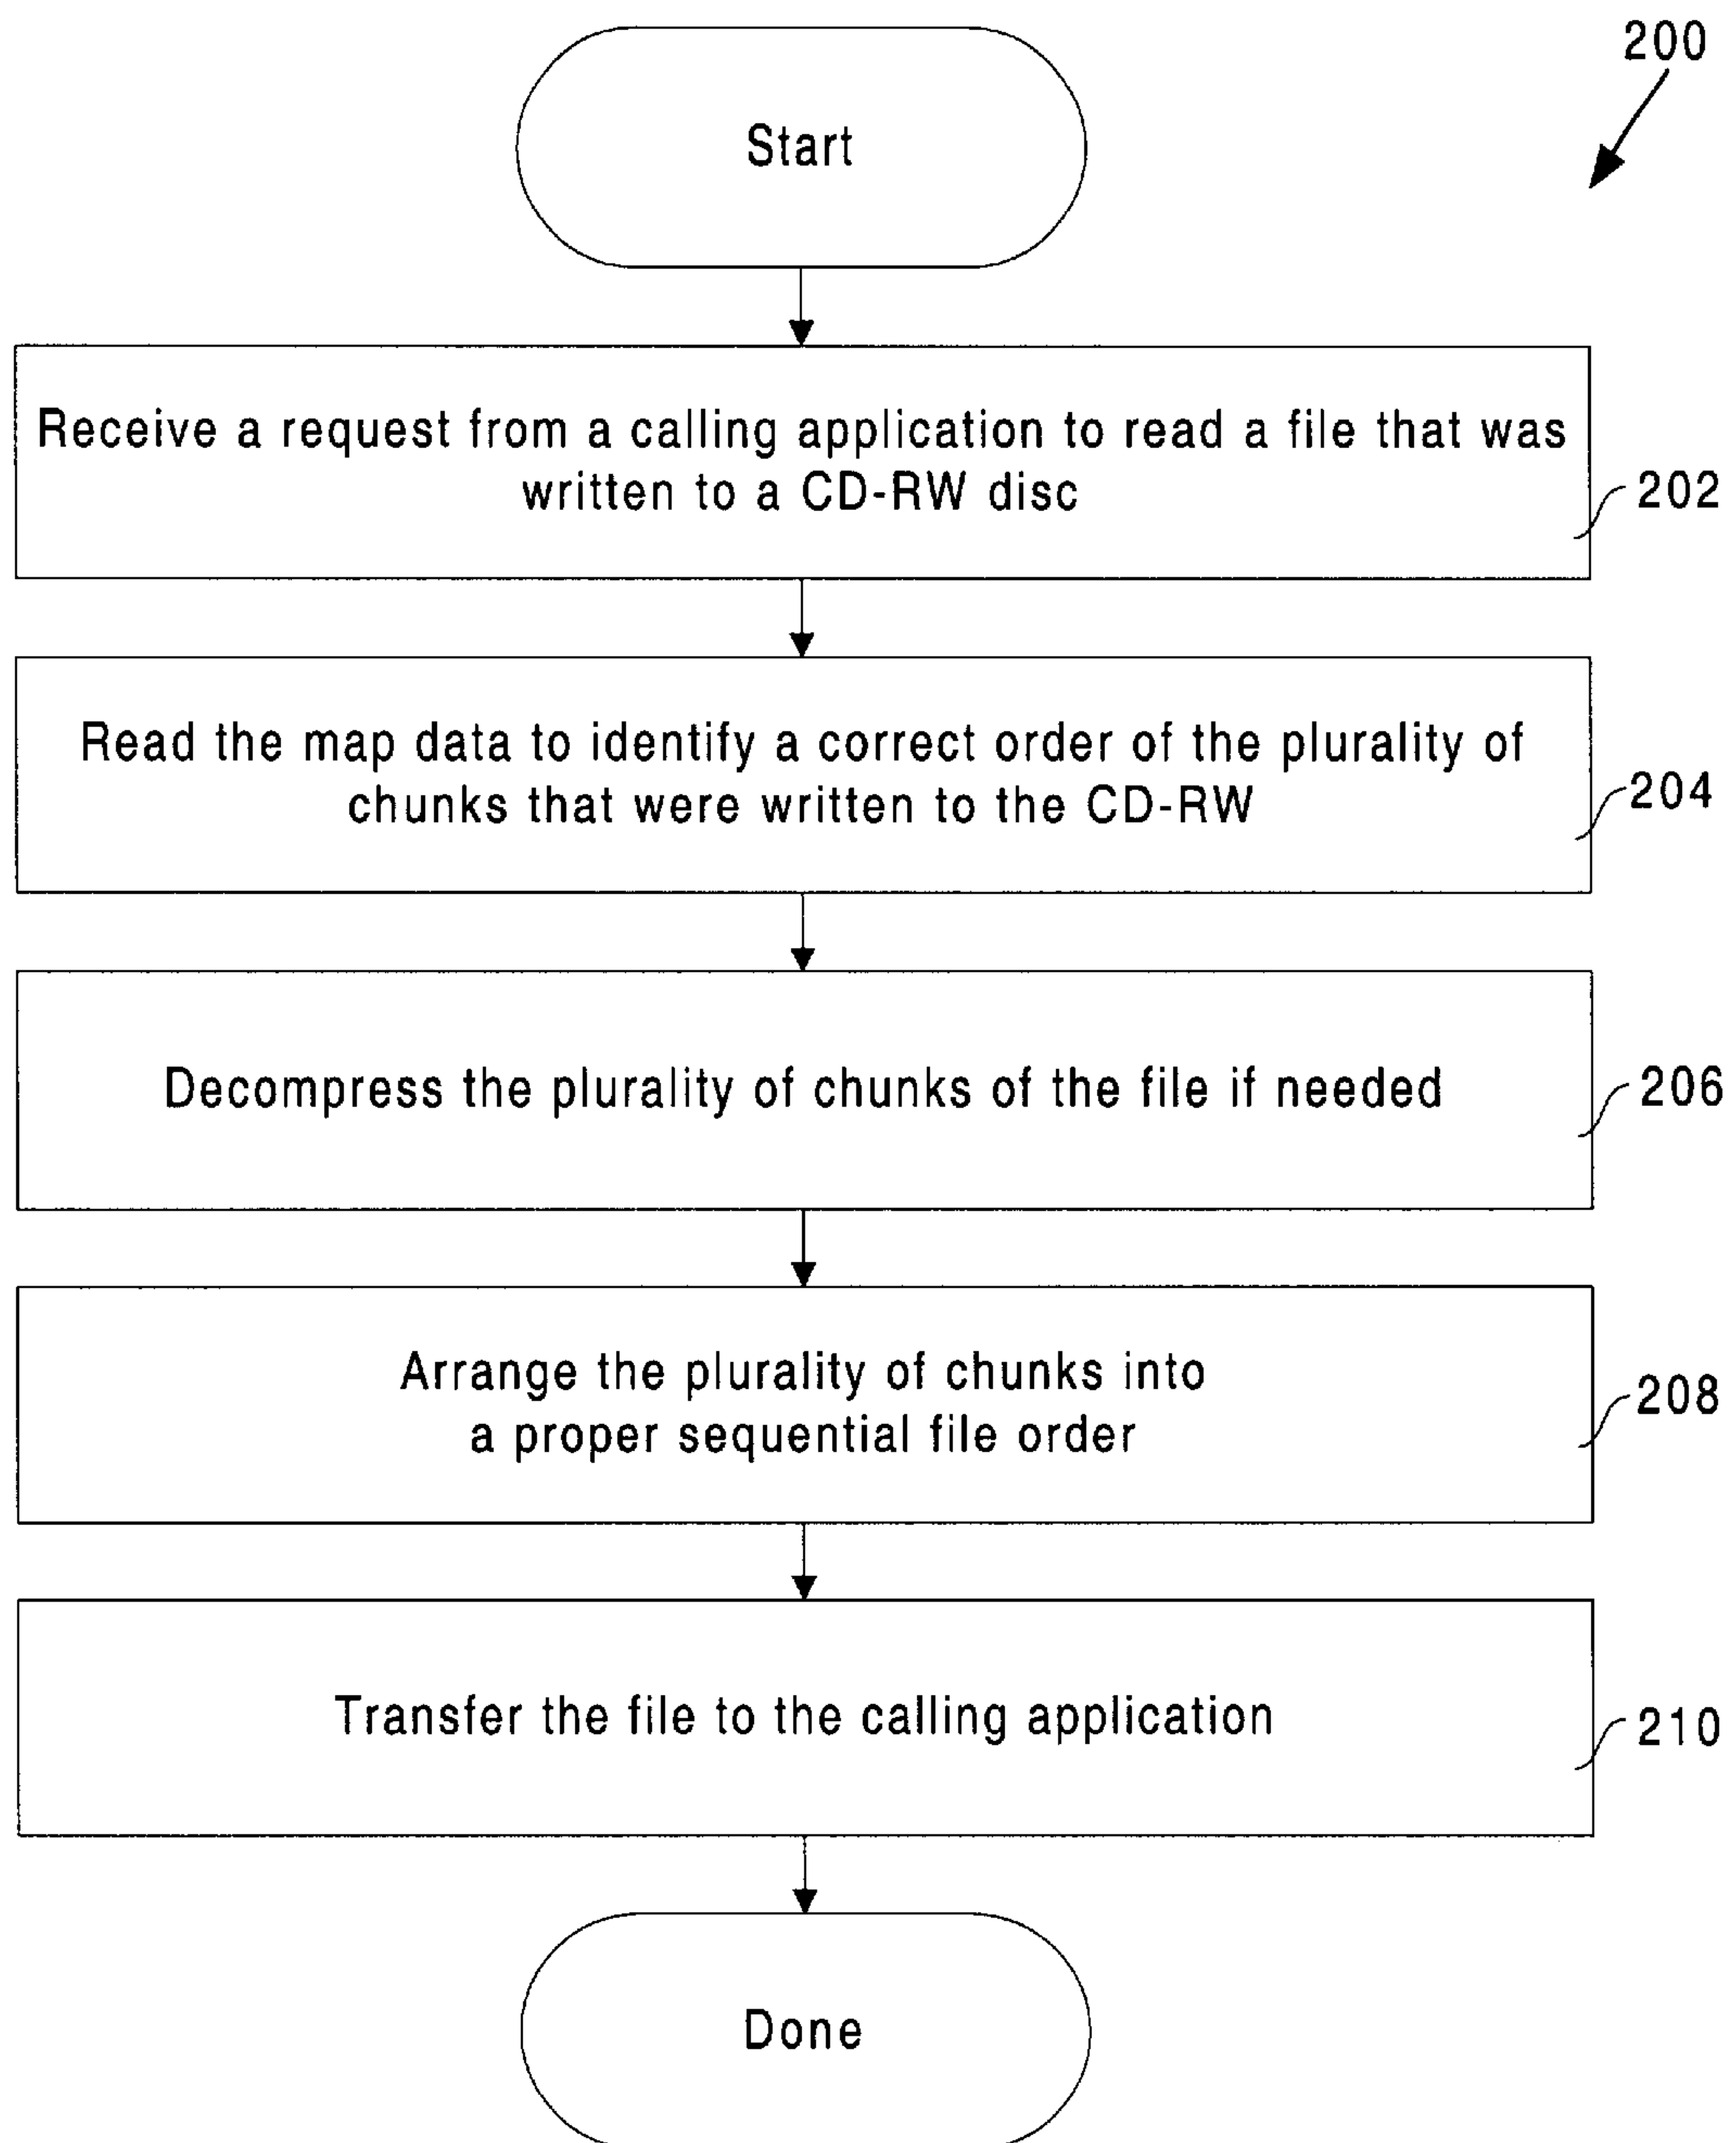 200
Start
Receive a request from a calling application to read a file that was
written to a CD-RW disc
202
Read the map data to identify a correct order of the plurality of
chunks that were written to the CD-RW
204
Decompress the plurality of chunks of the file if needed
206
Arrange the plurality of chunks into
a proper sequential file order
208
Transfer the file to the calling application
210
Done